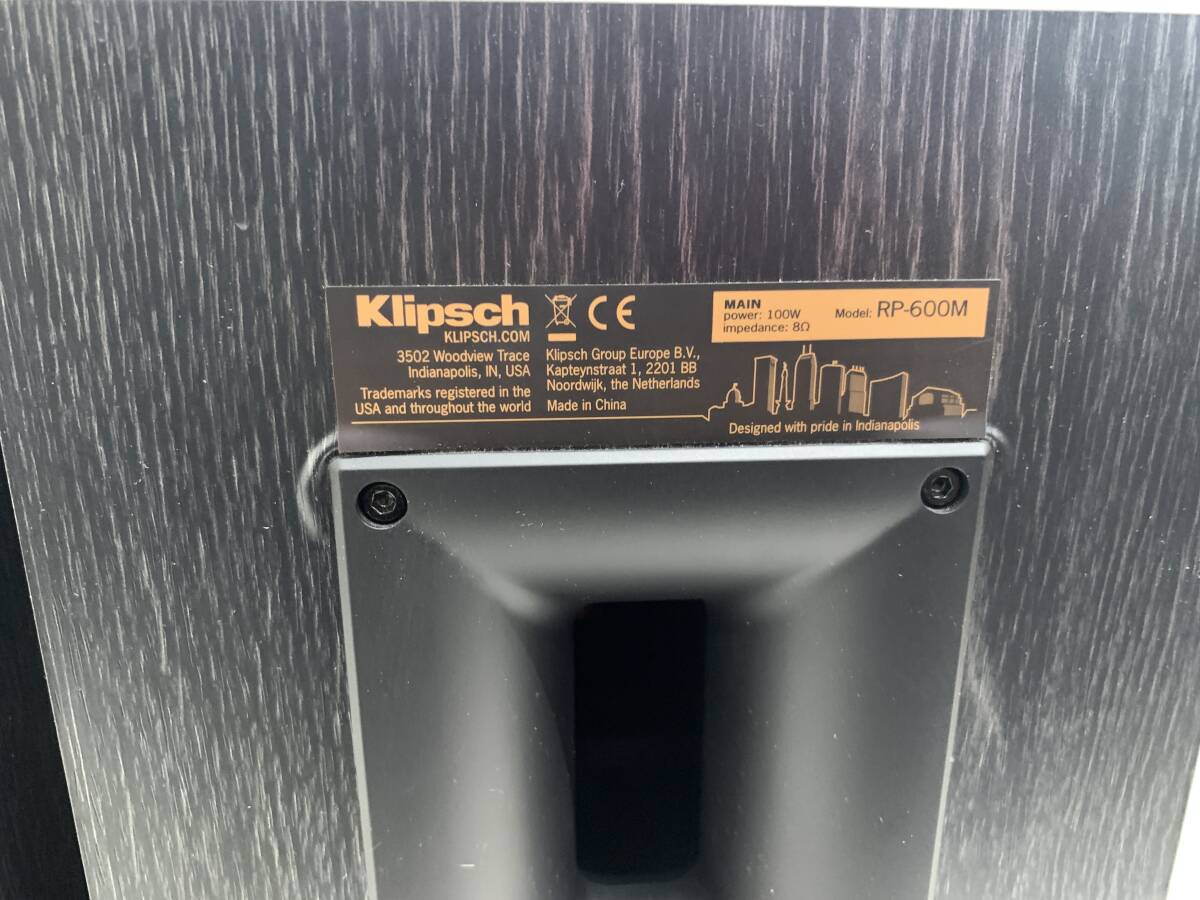 Klipsch
KLIPSCH.COM
3502 Woodview Trace
Indianapolis, IN, USA
Trademarks registered in the
USA and throughout the world
CE
Klipsch Group Europe B.V.,
Kapteynstraat 1, 2201 BB
Noordwijk, the Netherlands
Made in China
MAIN
power: 100W
impedance: 8Ω
Model: RP-600M
Designed with pride in Indianapolis